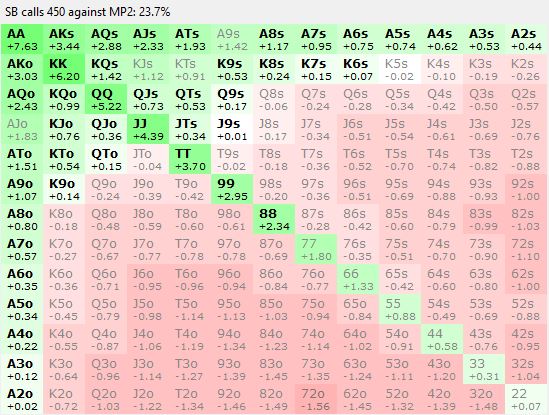 SB calls 450 against MP2: 23.7%
AA AKs AQs AJs ATs A9s A8s A7s A6s A5s A4s A3s A2s
+7.63 +3.44 +2.88 +2.33 +1.93 +1.42 +1.17 +0.95 +0.75 +0.74 +0.62 +0.53 +0.44
AKo KK KQs KJs KTs K9s K8s K7s K6s K5s K4s K3s K2s
+3.03 +6.20 +1.42 +1.12 +0.91 +0.53 +0.24 +0.15 +0.07 -0.02 -0.10 -0.19 -0.26
AQo KQo QQ QJs QTs Q9s Q8s Q7s Q6s Q5s Q4s Q3s Q2s
+2.43 +0.99 +5.22 +0.73 +0.53 +0.17 -0.06 -0.24 -0.28 -0.34 -0.42 -0.50 -0.57
AJo KJo QJo JJ JTs J9s J8s J7s J6s J5s J4s J3s J2s
+1.83 +0.76 +0.36 +4.39 +0.34 +0.01 -0.17 -0.34 -0.51 -0.54 -0.61 -0.69 -0.76
ATo KTo QTo JTo TT T9s T8s T7s T6s T5s T4s T3s T2s
+1.51 +0.54 +0.15 -0.04 +3.70 -0.02 -0.18 -0.36 -0.52 -0.70 -0.74 -0.82 -0.88
A9o K9o Q9o J9o T9o 99 98s 97s 96s 95s 94s 93s 92s
+1.07 +0.14 -0.24 -0.39 -0.42 +2.95 -0.20 -0.36 -0.51 -0.69 -0.88 -0.93 -1.00
A8o K8o Q8o J8o T8o 98o 88 87s 86s 85s 84s 83s 82s
+0.80 -0.18 -0.48 -0.59 -0.60 -0.61 +2.34 -0.28 -0.42 -0.60 -0.79 -0.99 -1.03
A7o K7o Q7o J7o T7o 97o 87o 77 76s 75s 74s 73s 72s
+0.57 -0.27 -0.67 -0.77 -0.78 -0.78 -0.69 +1.80 -0.35 -0.51 -0.70 -0.90 -1.10
A6o K6o Q6o J6o T6o 96o 86o 76o 66 65s 64s 63s 62s
+0.35 -0.36 -0.71 -0.95 -0.96 -0.94 -0.84 -0.77 +1.33 -0.42 -0.60 -0.80 -1.00
A5o K5o Q5o J5o T5o 95o 85o 75o 65o 55 54s 53s 52s
+0.34 -0.45 -0.79 -0.98 -1.14 -1.13 -1.03 -0.94 -0.84 +0.88 -0.49 -0.69 -0.88
A4o K4o Q4o J4o T4o 94o 84o 74o 64o 54o 44 43s 42s
+0.22 -0.55 -0.87 -1.06 -1.19 -1.34 -1.23 -1.14 -1.02 -0.91 +0.58 -0.76 -0.95
A3o K3o Q3o J3o T3o 93o 83o 73o 63o 53o 43o 33 32s
+0.12 -0.64 -0.96 -1.14 -1.27 -1.39 -1.45 -1.35 -1.24 -1.11 -1.20 +0.31 -1.04
A2o K2o Q2o J2o T2o 92o 82o 72o 62o 52o 42o 32o 22
+0.02 -0.72 -1.03 -1.22 -1.34 -1.46 -1.49 -1.56 -1.45 -1.32 -1.39 -1.48 +0.07